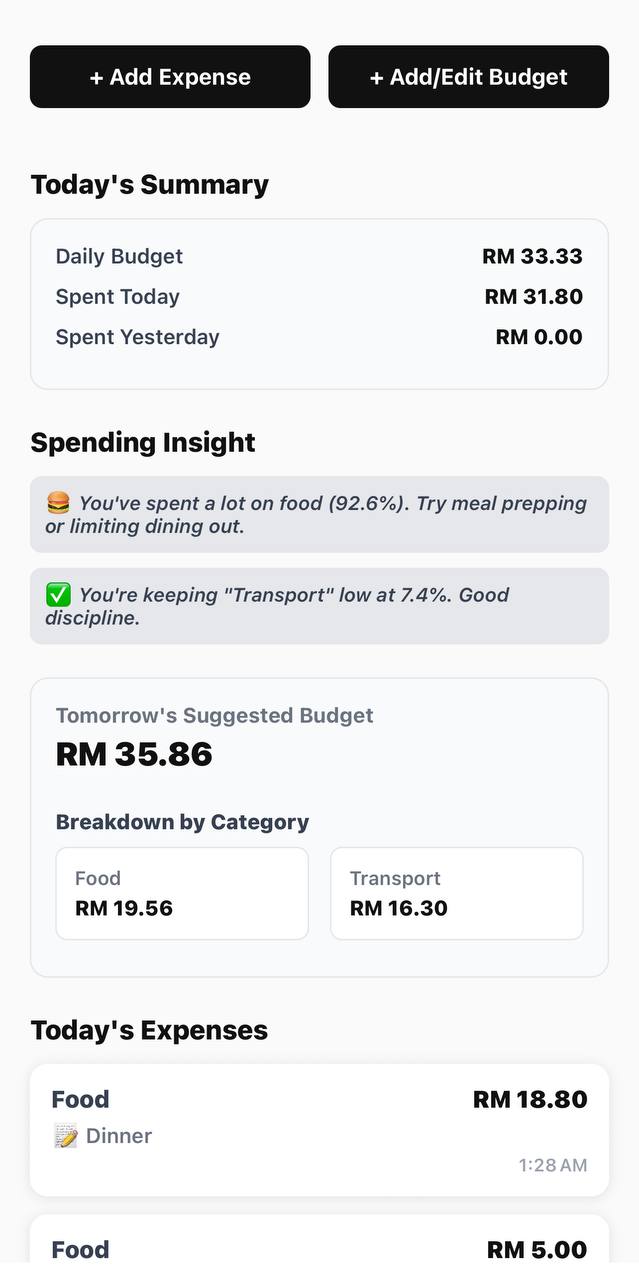 + Add Expense
+ Add/Edit Budget
Today's Summary
Daily Budget RM 33.33
Spent Today RM 31.80
Spent Yesterday RM 0.00
Spending Insight
🍔 You've spent a lot on food (92.6%). Try meal prepping
or limiting dining out.
✅ You're keeping "Transport" low at 7.4%. Good
discipline.
Tomorrow's Suggested Budget
RM 35.86
Breakdown by Category
Food
RM 19.56
Transport
RM 16.30
Today's Expenses
Food RM 18.80
📝 Dinner
1:28 AM
Food RM 5.00